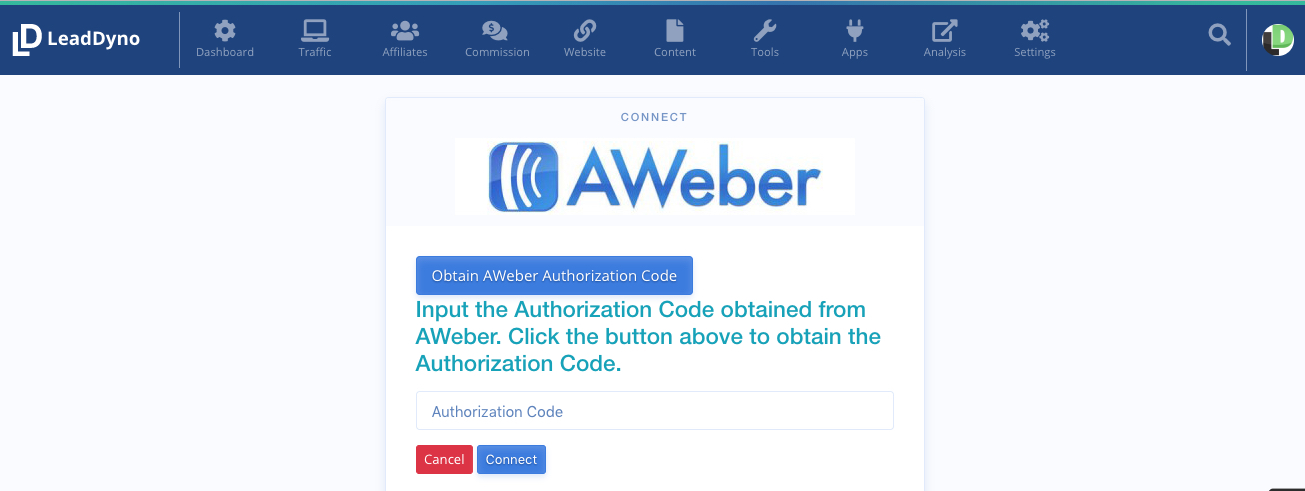 LeadDyno
Dashboard
Traffic
Affiliates
Commission
Website
Content
Tools
Apps
Analysis
Settings
CONNECT
AWeber
Obtain AWeber Authorization Code
Input the Authorization Code obtained from
AWeber. Click the button above to obtain the
Authorization Code.
Authorization Code
Cancel
Connect